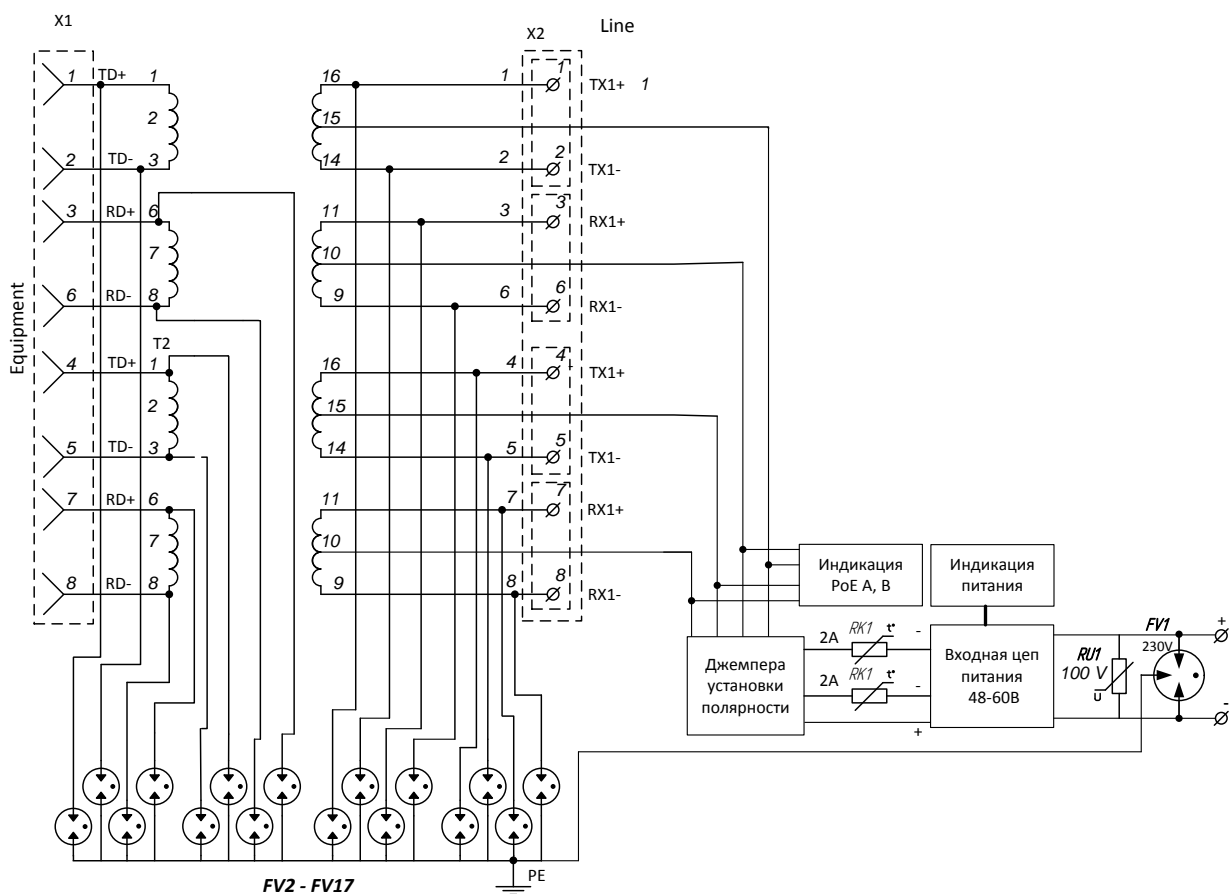 X1
X2
Line
Equipment
1 TD+ 1
2
2 TD- 3
3 RD+ 6
7
6 RD- 8
T2
4 TD+ 1
2
5 TD- 3
7 RD+ 6
7
8 RD- 8
16 1 1 TX1+ 1
15
14 2 2 TX1-
11 3 3 RX1+
10
9 6 6 RX1-
16 4 4 TX1+
15
14 5 5 TX1-
11 7 7 RX1+
10
9 8 8 RX1-
Индикация
PoE A, B
Индикация
питания
Джемпера
установки
полярности
2A RK1 t° -
2A RK1 t° -
+
Входная цеп
питания
48-60В
RU1
100 V
u
FV1
230V
+
-
PE
FV2 - FV17